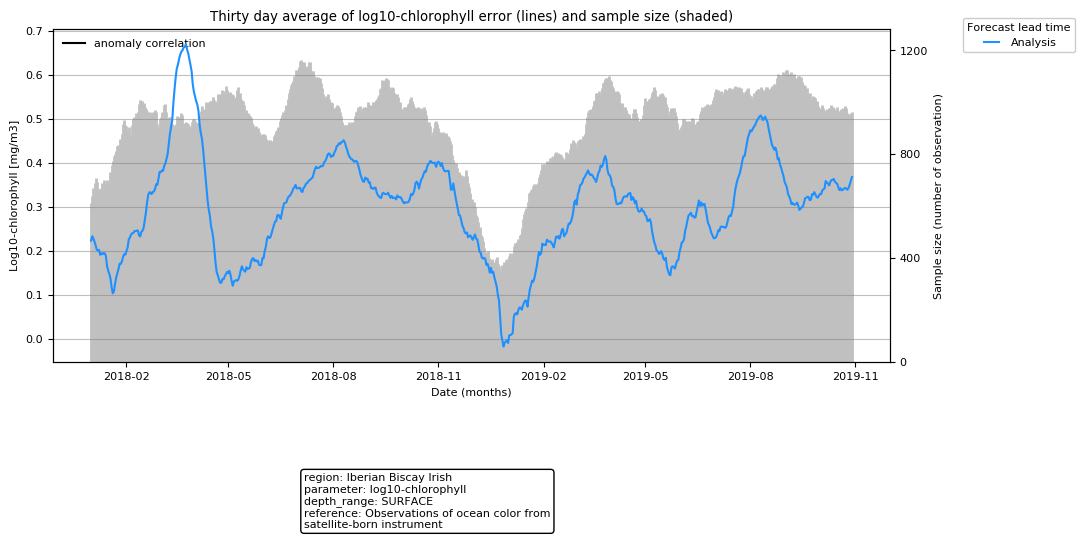 Thirty day average of log10-chlorophyll error (lines) and sample size (shaded)
Forecast lead time
Analysis
anomaly correlation
0.7
0.6
0.5
0.4
0.3
0.2
0.1
0.0
Log10-chlorophyll [mg/m3]
1200
800
400
0
Sample size (number of observation)
2018-02
2018-05
2018-08
2018-11
2019-02
2019-05
2019-08
2019-11
Date (months)
region: Iberian Biscay Irish
parameter: log10-chlorophyll
depth_range: SURFACE
reference: Observations of ocean color from
satellite-born instrument